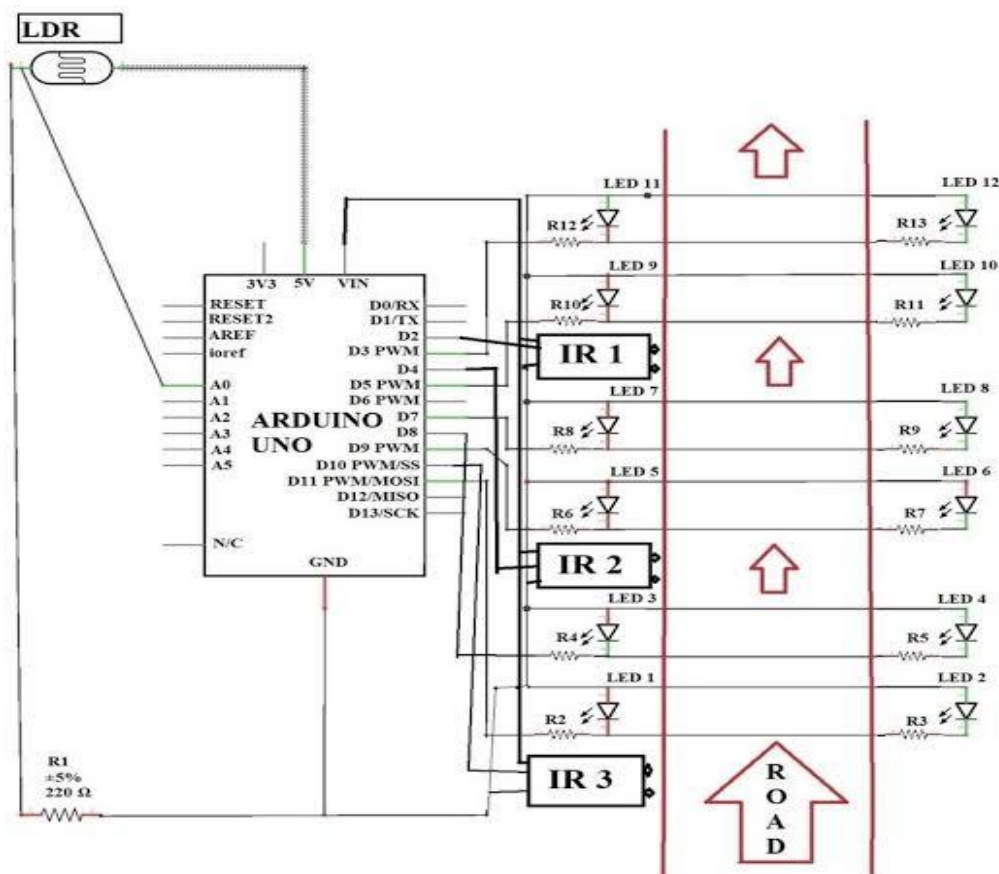 LDR
LED 11
LED 12
R12
R13
3V3
5V
VIN
LED 9
LED 10
RESET
D0/RX
R10
R11
RESET2
D1/TX
AREF
D2
ioref
D3 PWM
IR 1
D4
A0
D5 PWM
LED 7
LED 8
A1
D6 PWM
A2
ARDUINO
UNO
D7
R8
R9
A3
D8
A4
D9 PWM
A5
D10 PWM/SS
LED 5
LED 6
D11 PWM/MOSI
D12/MISO
R6
R7
D13/SCK
N/C
GND
IR 2
LED 3
LED 4
R4
R5
LED 1
LED 2
R2
R3
R1
±5%
220 Ω
IR 3
ROAD